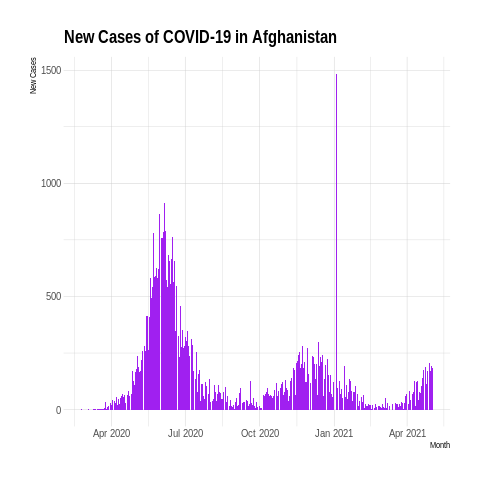 New Cases of COVID-19 in Afghanistan
New Cases
1500
1000
500
0
Apr 2020 Jul 2020 Oct 2020 Jan 2021 Apr 2021
Month